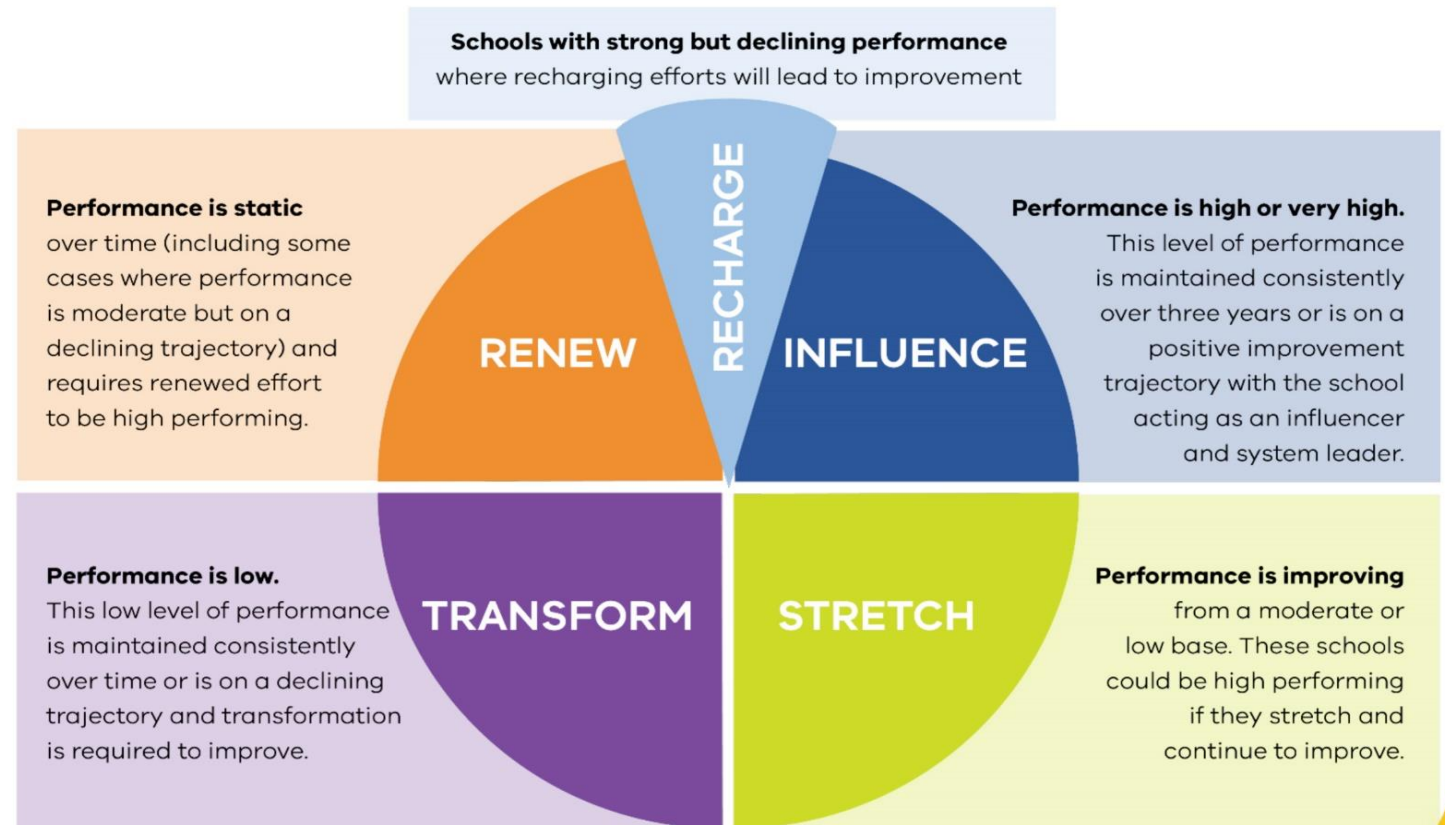 Schools with strong but declining performance
where recharging efforts will lead to improvement
Performance is static
over time (including some
cases where performance
is moderate but on a
declining trajectory) and
requires renewed effort
to be high performing.
RENEW
RECHARGE
INFLUENCE
Performance is high or very high.
This level of performance
is maintained consistently
over three years or is on a
positive improvement
trajectory with the school
acting as an influencer
and system leader.
Performance is low.
This low level of performance
is maintained consistently
over time or is on a declining
trajectory and transformation
is required to improve.
TRANSFORM
STRETCH
Performance is improving
from a moderate or
low base. These schools
could be high performing
if they stretch and
continue to improve.